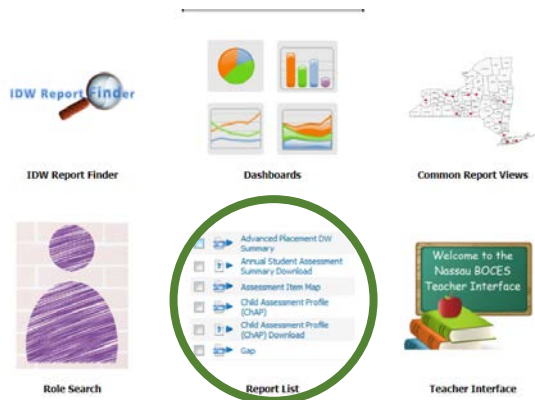 IDW Report Finder
IDW Report Finder
Dashboards
Common Report Views
Advanced Placement DW
Summary
Annual Student Assessment
Summary Download
Assessment Item Map
Child Assessment Profile
(ChAP)
Child Assessment Profile
(ChAP) Download
Gap
Welcome to the
Nassau BOCES
Teacher Interface
Role Search
Report List
Teacher Interface